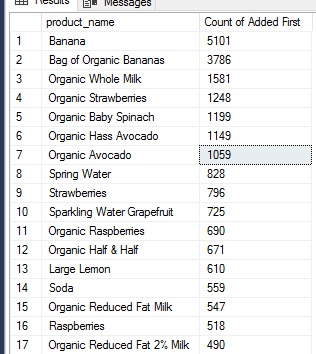 Results Messages
product_name Count of Added First
1 Banana 5101
2 Bag of Organic Bananas 3786
3 Organic Whole Milk 1581
4 Organic Strawberries 1248
5 Organic Baby Spinach 1199
6 Organic Hass Avocado 1149
7 Organic Avocado 1059
8 Spring Water 828
9 Strawberries 796
10 Sparkling Water Grapefruit 725
11 Organic Raspberries 690
12 Organic Half & Half 671
13 Large Lemon 610
14 Soda 559
15 Organic Reduced Fat Milk 547
16 Raspberries 518
17 Organic Reduced Fat 2% Milk 490